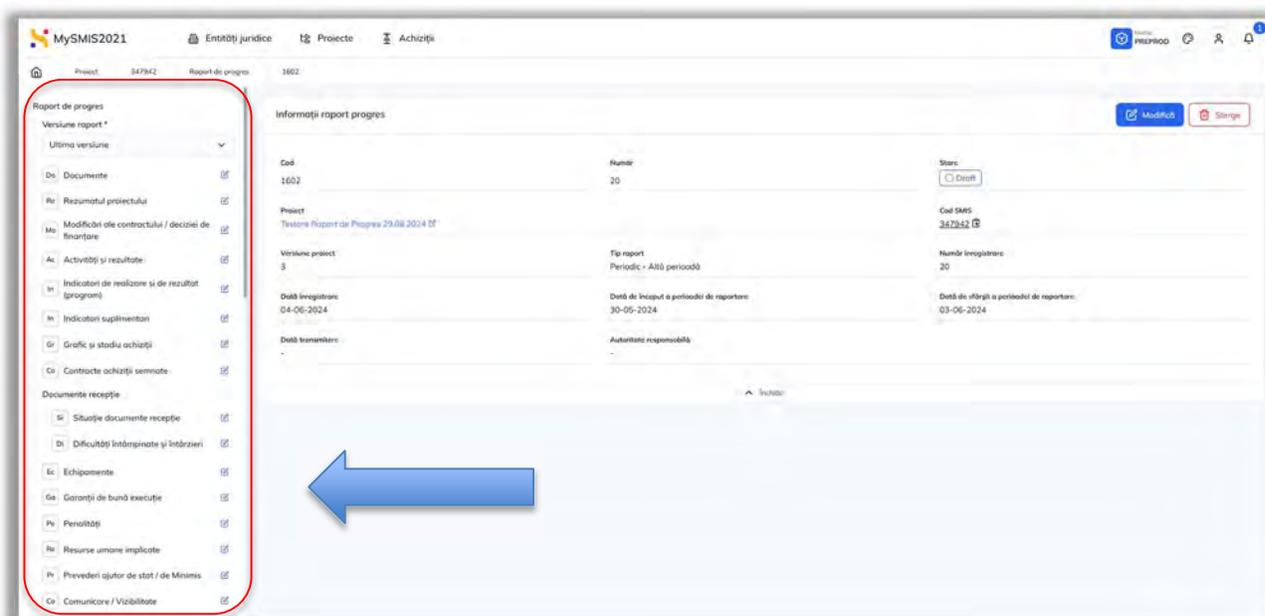 MySMIS2021 Entități juridice Proiecte Achiziții PREPROD 1
Proiect 347942 Raport de progres 1602
Raport de progres
Versiune raport *
Ultima versiune
Do Documente
Re Rezumatul proiectului
Mo Modificări ale contractului / deciziei de finanțare
Ac Activități și rezultate
In Indicatori de realizare și de rezultat (program)
In Indicatori suplimentari
Gr Grafic și stadiu achiziții
Co Contracte achiziții semnate
Documente recepție
Si Situație documente recepție
Di Dificultăți întâmpinate și întârzieri
Ec Echipamente
Ga Garanții de bună execuție
Pe Penalități
Re Resurse umane implicate
Pr Prevederi ajutor de stat / de Minimis
Co Comunicare / Vizibilitate
Informații raport progres Modifică Șterge
Cod Număr Stare
1602 20 Draft
Proiect Cod SMIS
Testare Raport de Progres 29.08.2024 347942
Versiune proiect Tip raport Număr înregistrare
3 Periodic - Altă perioadă 20
Dată înregistrare Dată de început a perioadei de raportare Dată de sfârșit a perioadei de raportare
04-06-2024 30-05-2024 03-06-2024
Dată transmitere Autoritate responsabilă
- -
Închide